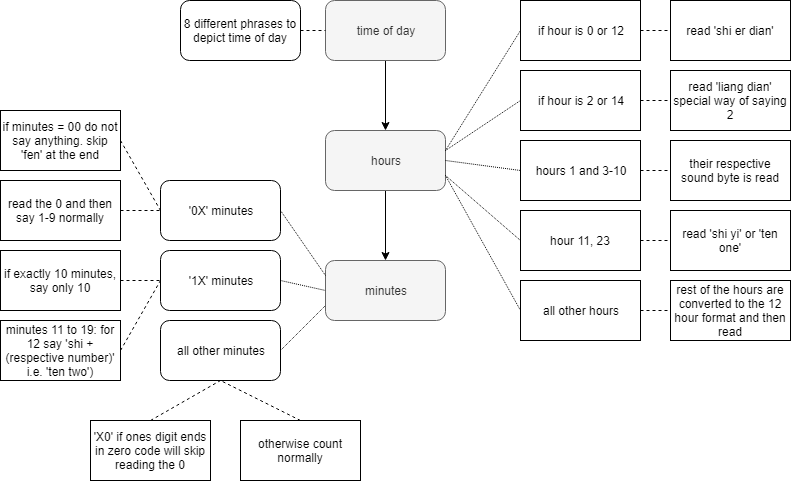 8 different phrases to
depict time of day
time of day
if hour is 0 or 12
read 'shi er dian'
if hour is 2 or 14
read 'liang dian'
special way of saying
2
if minutes = 00 do not
say anything. skip
'fen' at the end
hours
hours 1 and 3-10
their respective
sound byte is read
read the 0 and then
say 1-9 normally
'0X' minutes
hour 11, 23
read 'shi yi' or 'ten
one'
if exactly 10 minutes,
say only 10
'1X' minutes
minutes
all other hours
rest of the hours are
converted to the 12
hour format and then
read
minutes 11 to 19: for
12 say 'shi +
(respective number)'
i.e. 'ten two')
all other minutes
'X0' if ones digit ends
in zero code will skip
reading the 0
otherwise count
normally